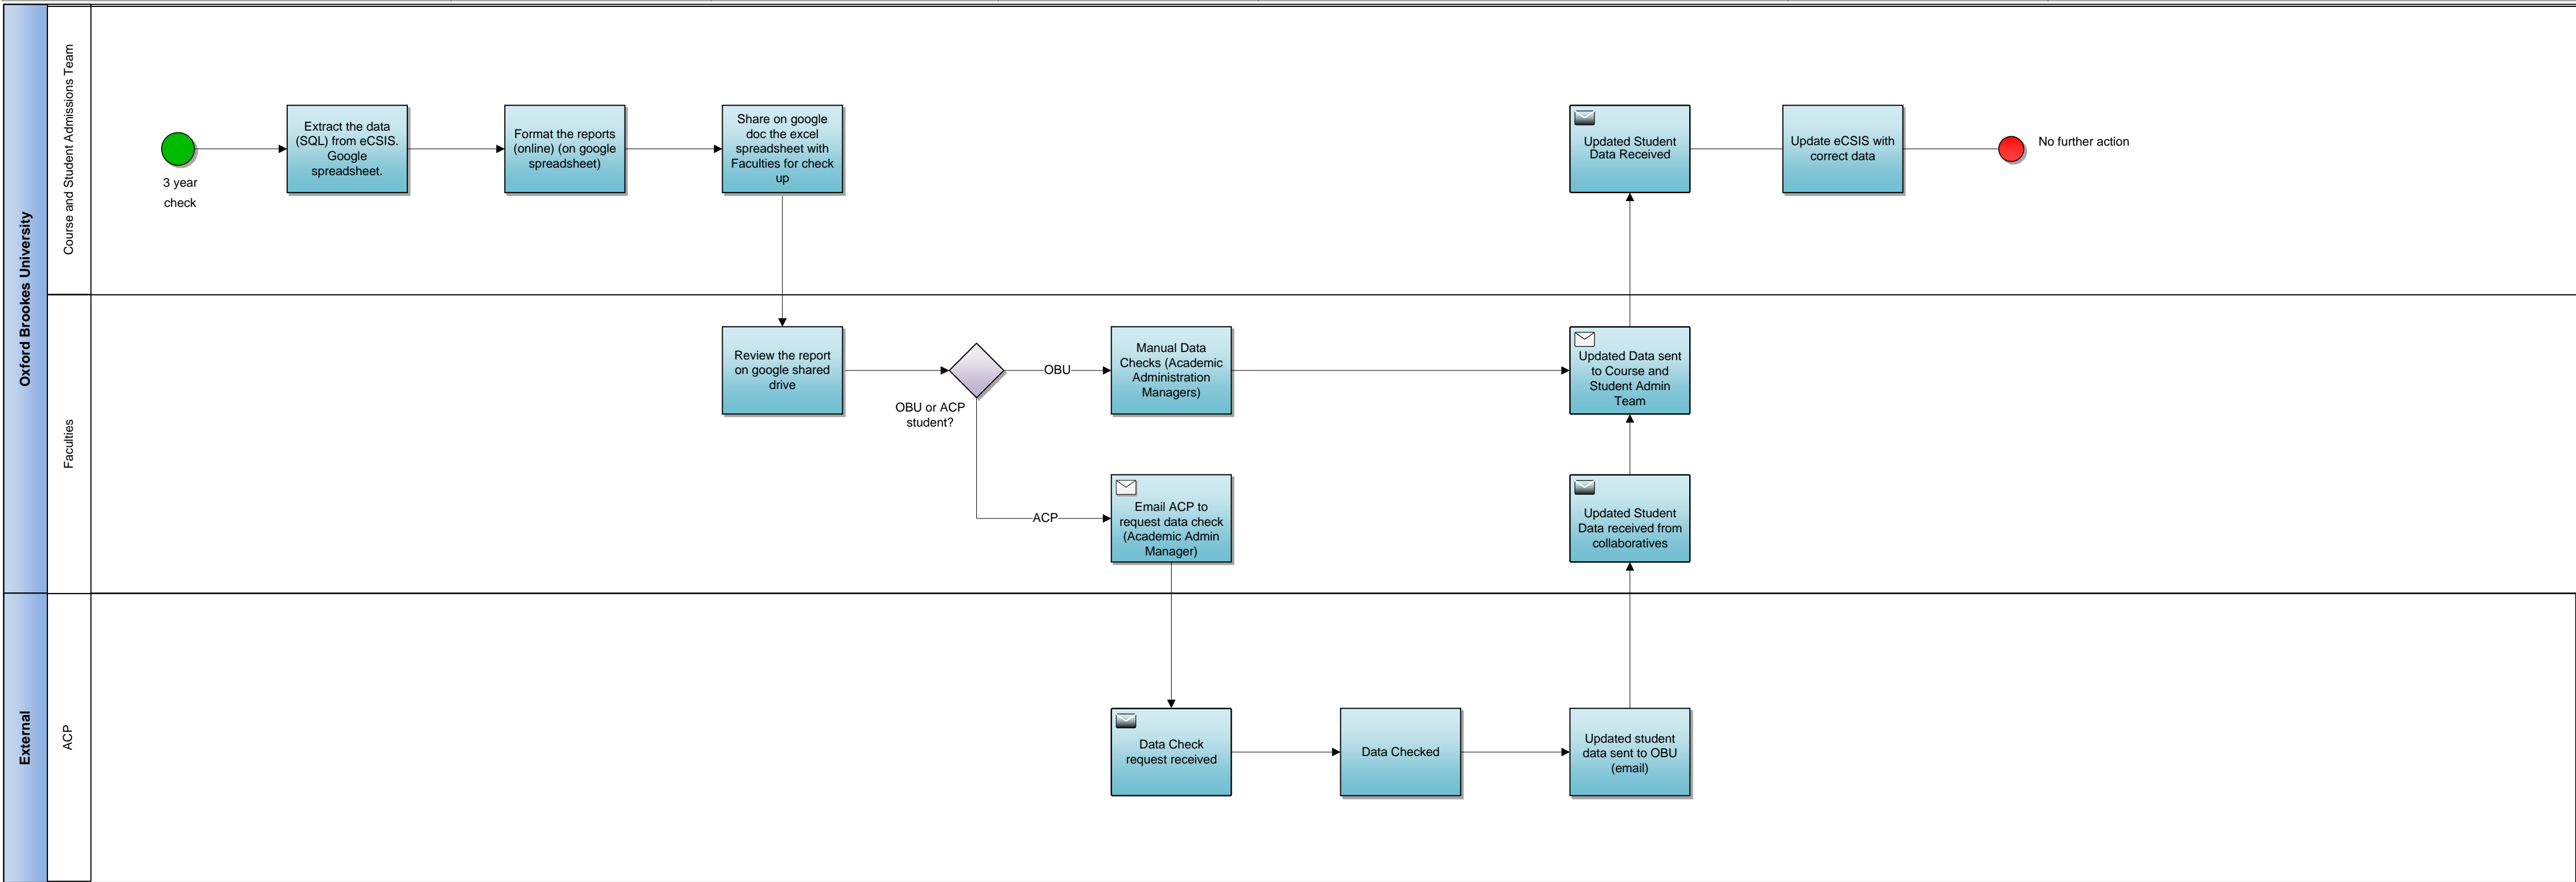 Oxford Brookes University
Course and Student Admissions Team
3 year
check
Extract the data
(SQL) from eCSIS.
Google
spreadsheet.
Format the reports
(online) (on google
spreadsheet)
Share on google
doc the excel
spreadsheet with
Faculties for check
up
Updated Student
Data Received
Update eCSIS with
correct data
No further action
Faculties
Review the report
on google shared
drive
OBU or ACP
student?
OBU
Manual Data
Checks (Academic
Administration
Managers)
Updated Data sent
to Course and
Student Admin
Team
ACP
Email ACP to
request data check
(Academic Admin
Manager)
Updated Student
Data received from
collaboratives
External
ACP
Data Check
request received
Data Checked
Updated student
data sent to OBU
(email)